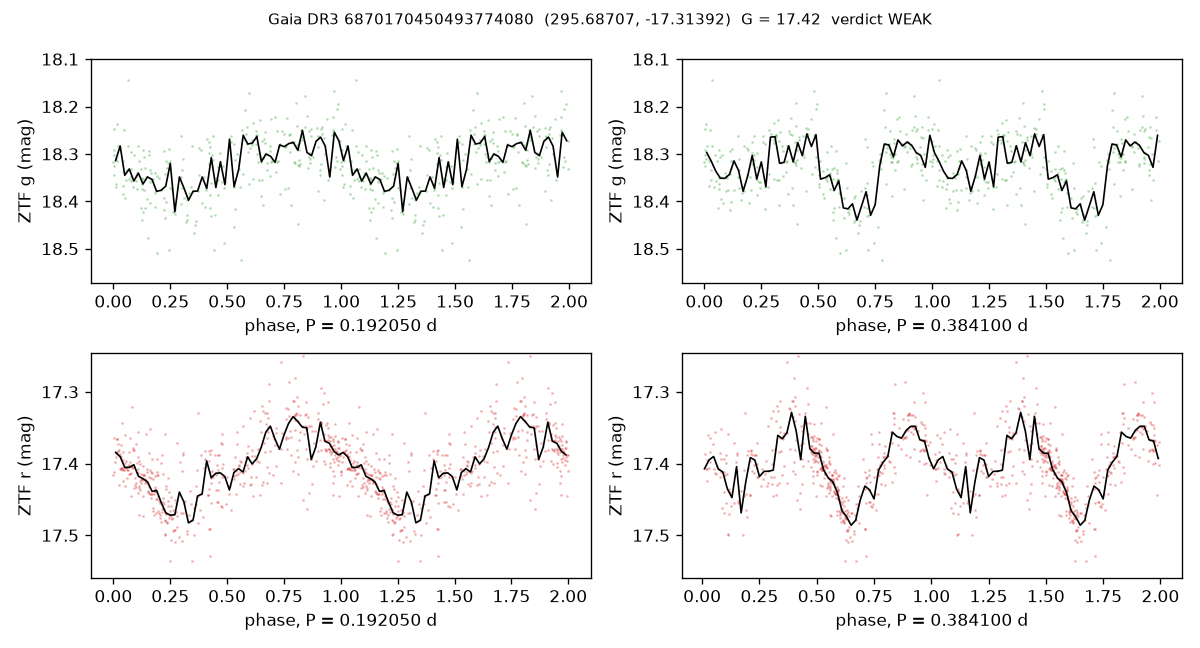 Gaia DR3 6870170450493774080  (295.68707, -17.31392)  G = 17.42  verdict WEAK
18.1
18.2
18.3
18.4
18.5
ZTF g (mag)
0.00 0.25 0.50 0.75 1.00 1.25 1.50 1.75 2.00
phase, P = 0.192050 d
18.1
18.2
18.3
18.4
18.5
ZTF g (mag)
0.00 0.25 0.50 0.75 1.00 1.25 1.50 1.75 2.00
phase, P = 0.384100 d
17.3
17.4
17.5
ZTF r (mag)
0.00 0.25 0.50 0.75 1.00 1.25 1.50 1.75 2.00
phase, P = 0.192050 d
17.3
17.4
17.5
ZTF r (mag)
0.00 0.25 0.50 0.75 1.00 1.25 1.50 1.75 2.00
phase, P = 0.384100 d